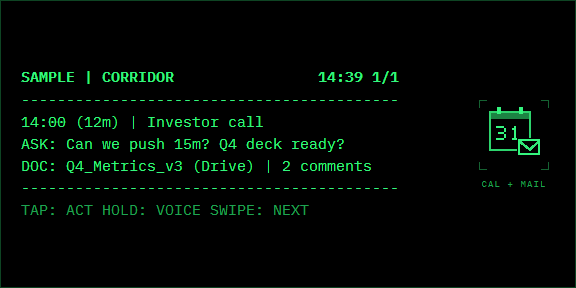 SAMPLE | CORRIDOR 14:39 1/1
------------------------------------------
14:00 (12m) | Investor call
ASK: Can we push 15m? Q4 deck ready?
DOC: Q4_Metrics_v3 (Drive) | 2 comments
------------------------------------------
TAP: ACT HOLD: VOICE SWIPE: NEXT
31
CAL + MAIL